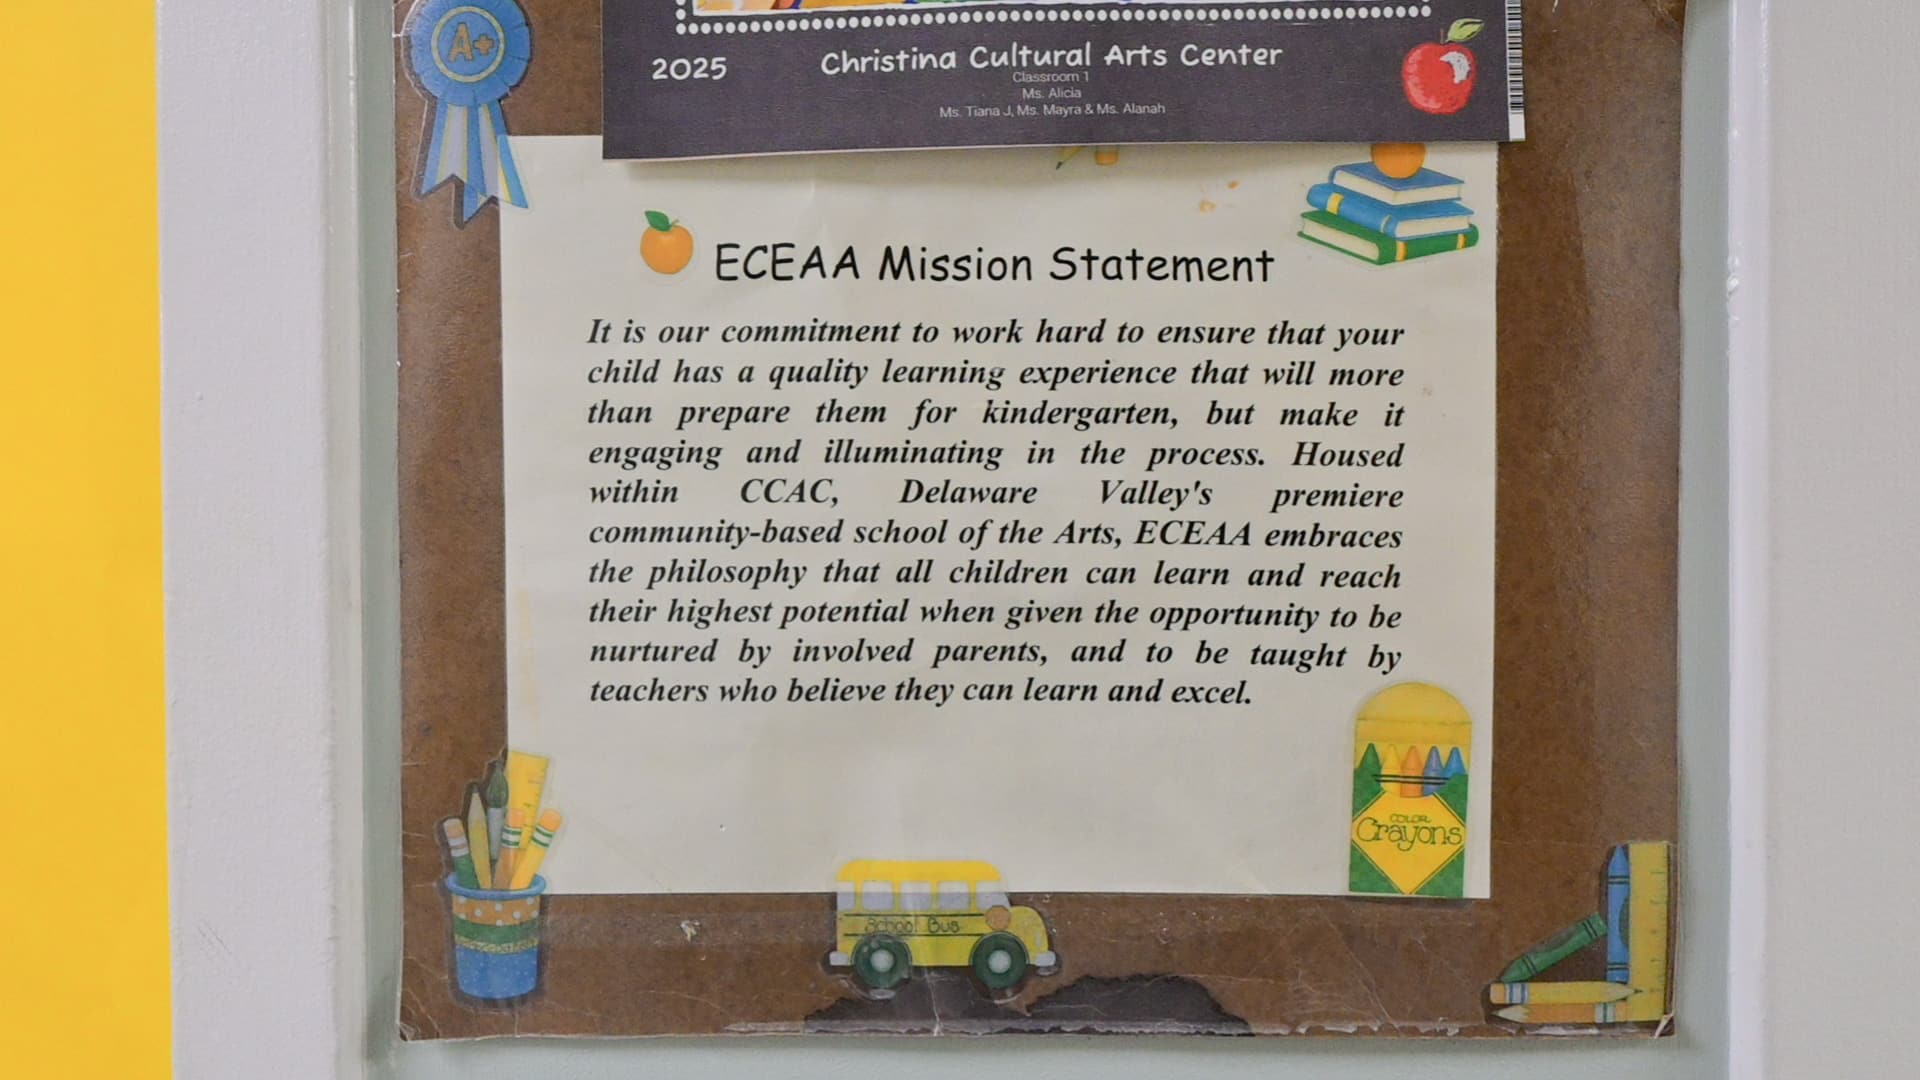 A+
2025
Christina Cultural Arts Center
Classroom 1
Ms. Alicia
Ms. Tiana J, Ms. Mayra & Ms. Alanah
ECEAA Mission Statement
It is our commitment to work hard to ensure that your
child has a quality learning experience that will more
than prepare them for kindergarten, but make it
engaging and illuminating in the process. Housed
within CCAC, Delaware Valley's premiere
community-based school of the Arts, ECEAA embraces
the philosophy that all children can learn and reach
their highest potential when given the opportunity to be
nurtured by involved parents, and to be taught by
teachers who believe they can learn and excel.
COLOR
Crayons
School Bus